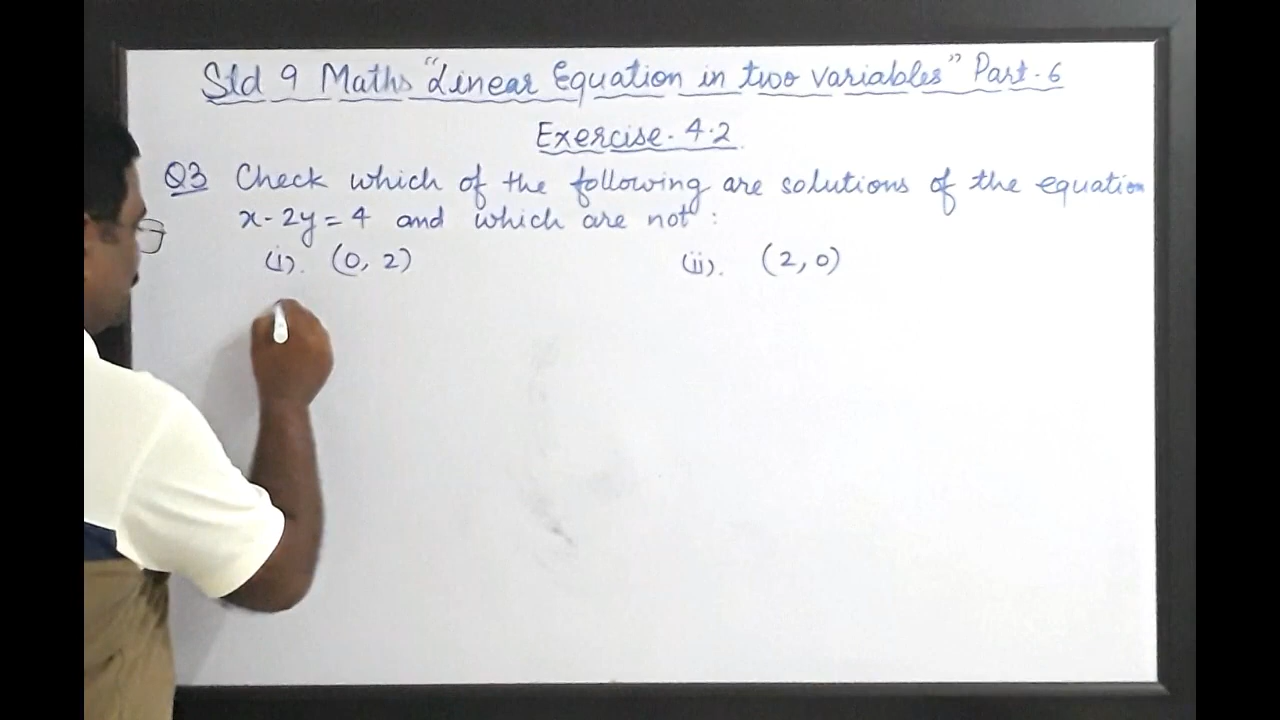 Std 9 Maths "Linear Equation in two variables" Part. 6
Exercise. 4.2
Q3 Check which of the following are solutions of the equation
x - 2y = 4 and which are not :
(i). (0, 2) (ii). (2, 0)